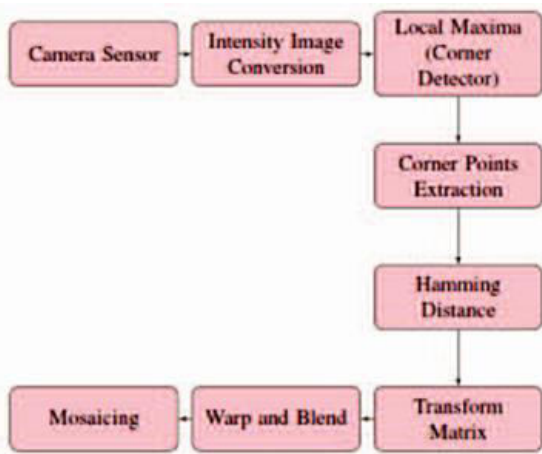 Camera Sensor
Intensity Image
Conversion
Local Maxima
(Corner
Detector)
Corner Points
Extraction
Hamming
Distance
Transform
Matrix
Warp and Blend
Mosaicing